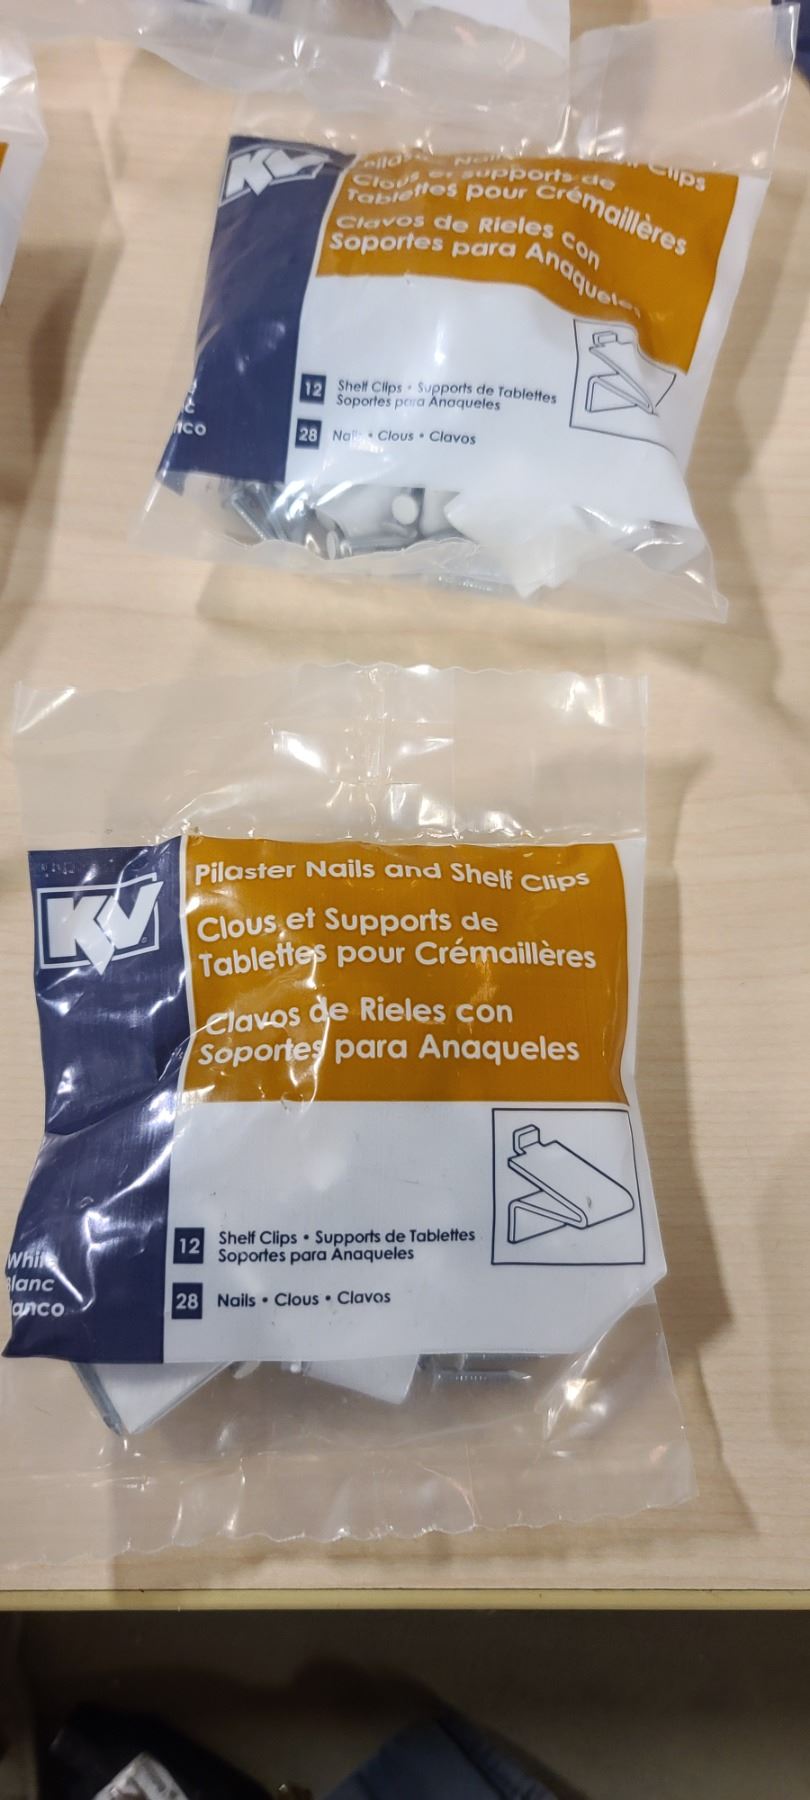 KV
Clips
Clous et supports de
Tablettes pour Crémaillères
Clavos de Rieles con
Soportes para Anaqueles
12 Shelf Clips • Supports de Tablettes
Soportes para Anaqueles
28 Nails • Clous • Clavos
KV
Pilaster Nails and Shelf Clips
Clous et Supports de
Tablettes pour Crémaillères
Clavos de Rieles con
Soportes para Anaqueles
12 Shelf Clips • Supports de Tablettes
Soportes para Anaqueles
28 Nails • Clous • Clavos
White
Blanc
anco